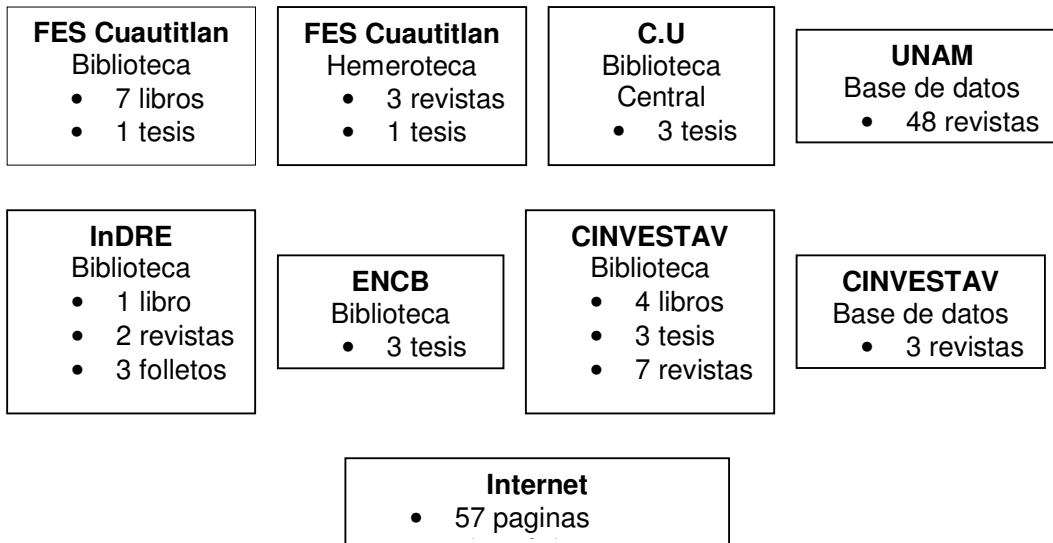 FES Cuautitlan
Biblioteca
• 7 libros
• 1 tesis
FES Cuautitlan
Hemeroteca
• 3 revistas
• 1 tesis
C.U
Biblioteca
Central
• 3 tesis
UNAM
Base de datos
• 48 revistas
InDRE
Biblioteca
• 1 libro
• 2 revistas
• 3 folletos
ENCB
Biblioteca
• 3 tesis
CINVESTAV
Biblioteca
• 4 libros
• 3 tesis
• 7 revistas
CINVESTAV
Base de datos
• 3 revistas
Internet
• 57 paginas